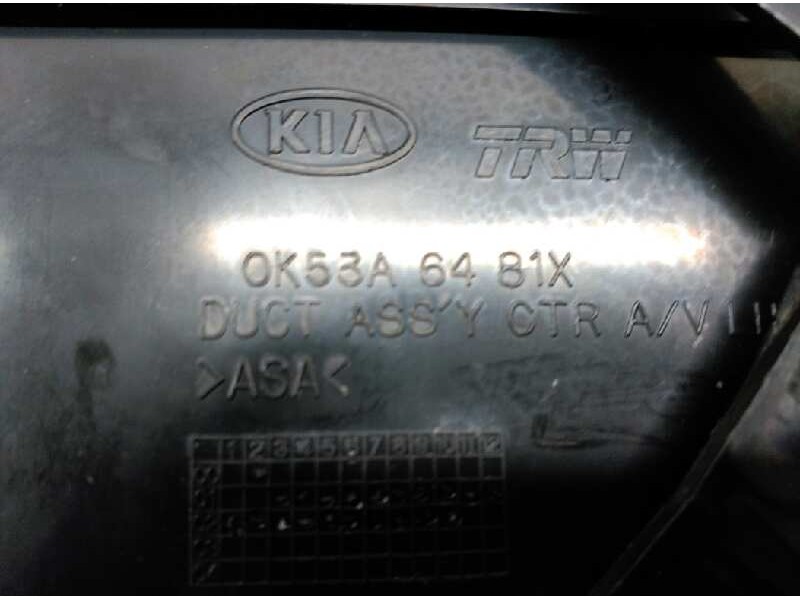 KIA TRW
0K53A 64 81X
DUCT ASS'Y CTR A/V
>ASA<
1 2 3 4 5 6 7 8 9 10 11 12